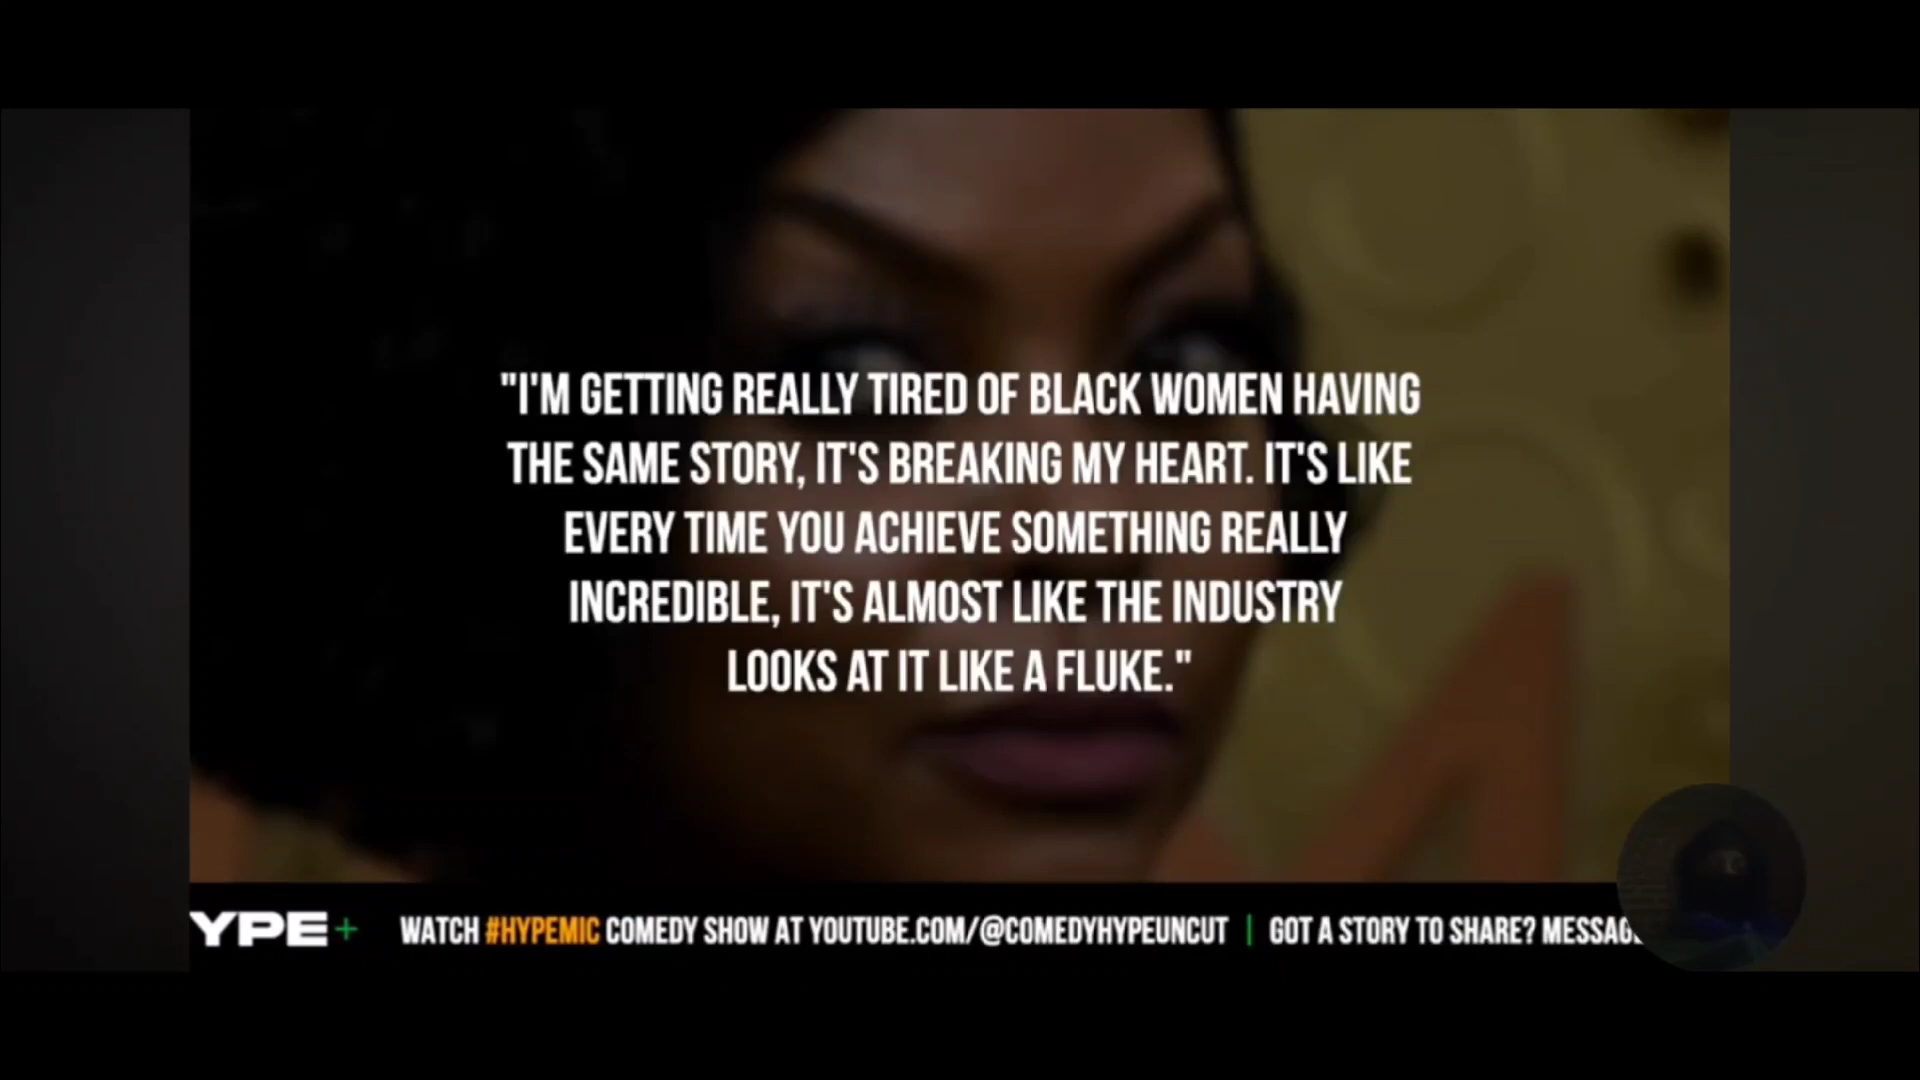 "I'M GETTING REALLY TIRED OF BLACK WOMEN HAVING
THE SAME STORY, IT'S BREAKING MY HEART. IT'S LIKE
EVERY TIME YOU ACHIEVE SOMETHING REALLY
INCREDIBLE, IT'S ALMOST LIKE THE INDUSTRY
LOOKS AT IT LIKE A FLUKE."
YPE+ WATCH #HYPEMIC COMEDY SHOW AT YOUTUBE.COM/@COMEDYHYPEUNCUT | GOT A STORY TO SHARE? MESSAG